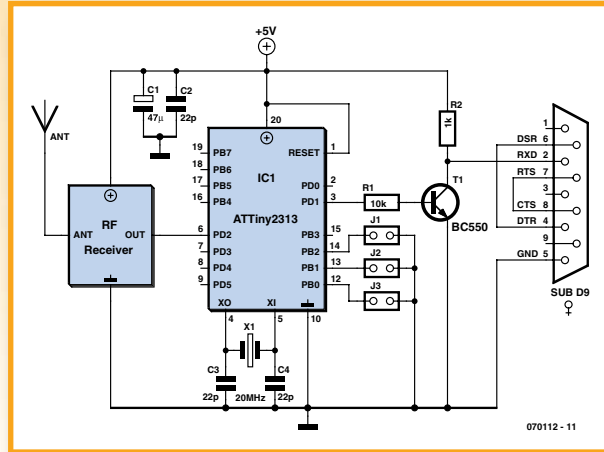 +5V
C1
47µ
C2
22p
R2
1k
ANT
20
19
PB7
RESET
1
18
PB6
17
PB5
IC1
PD0
2
16
PB4
PD1
3
ATTiny2313
R1
10k
T1
BC550
RF
Receiver
ANT
OUT
6
PD2
PB3
15
7
PD3
PB2
14
8
PD4
PB1
13
9
PD5
PB0
12
XO
XI
4
5
10
J1
J2
J3
X1
20MHz
C3
22p
C4
22p
1
DSR 6
RXD 2
RTS 7
3
CTS 8
DTR 4
9
GND 5
SUB D9
070112 - 11